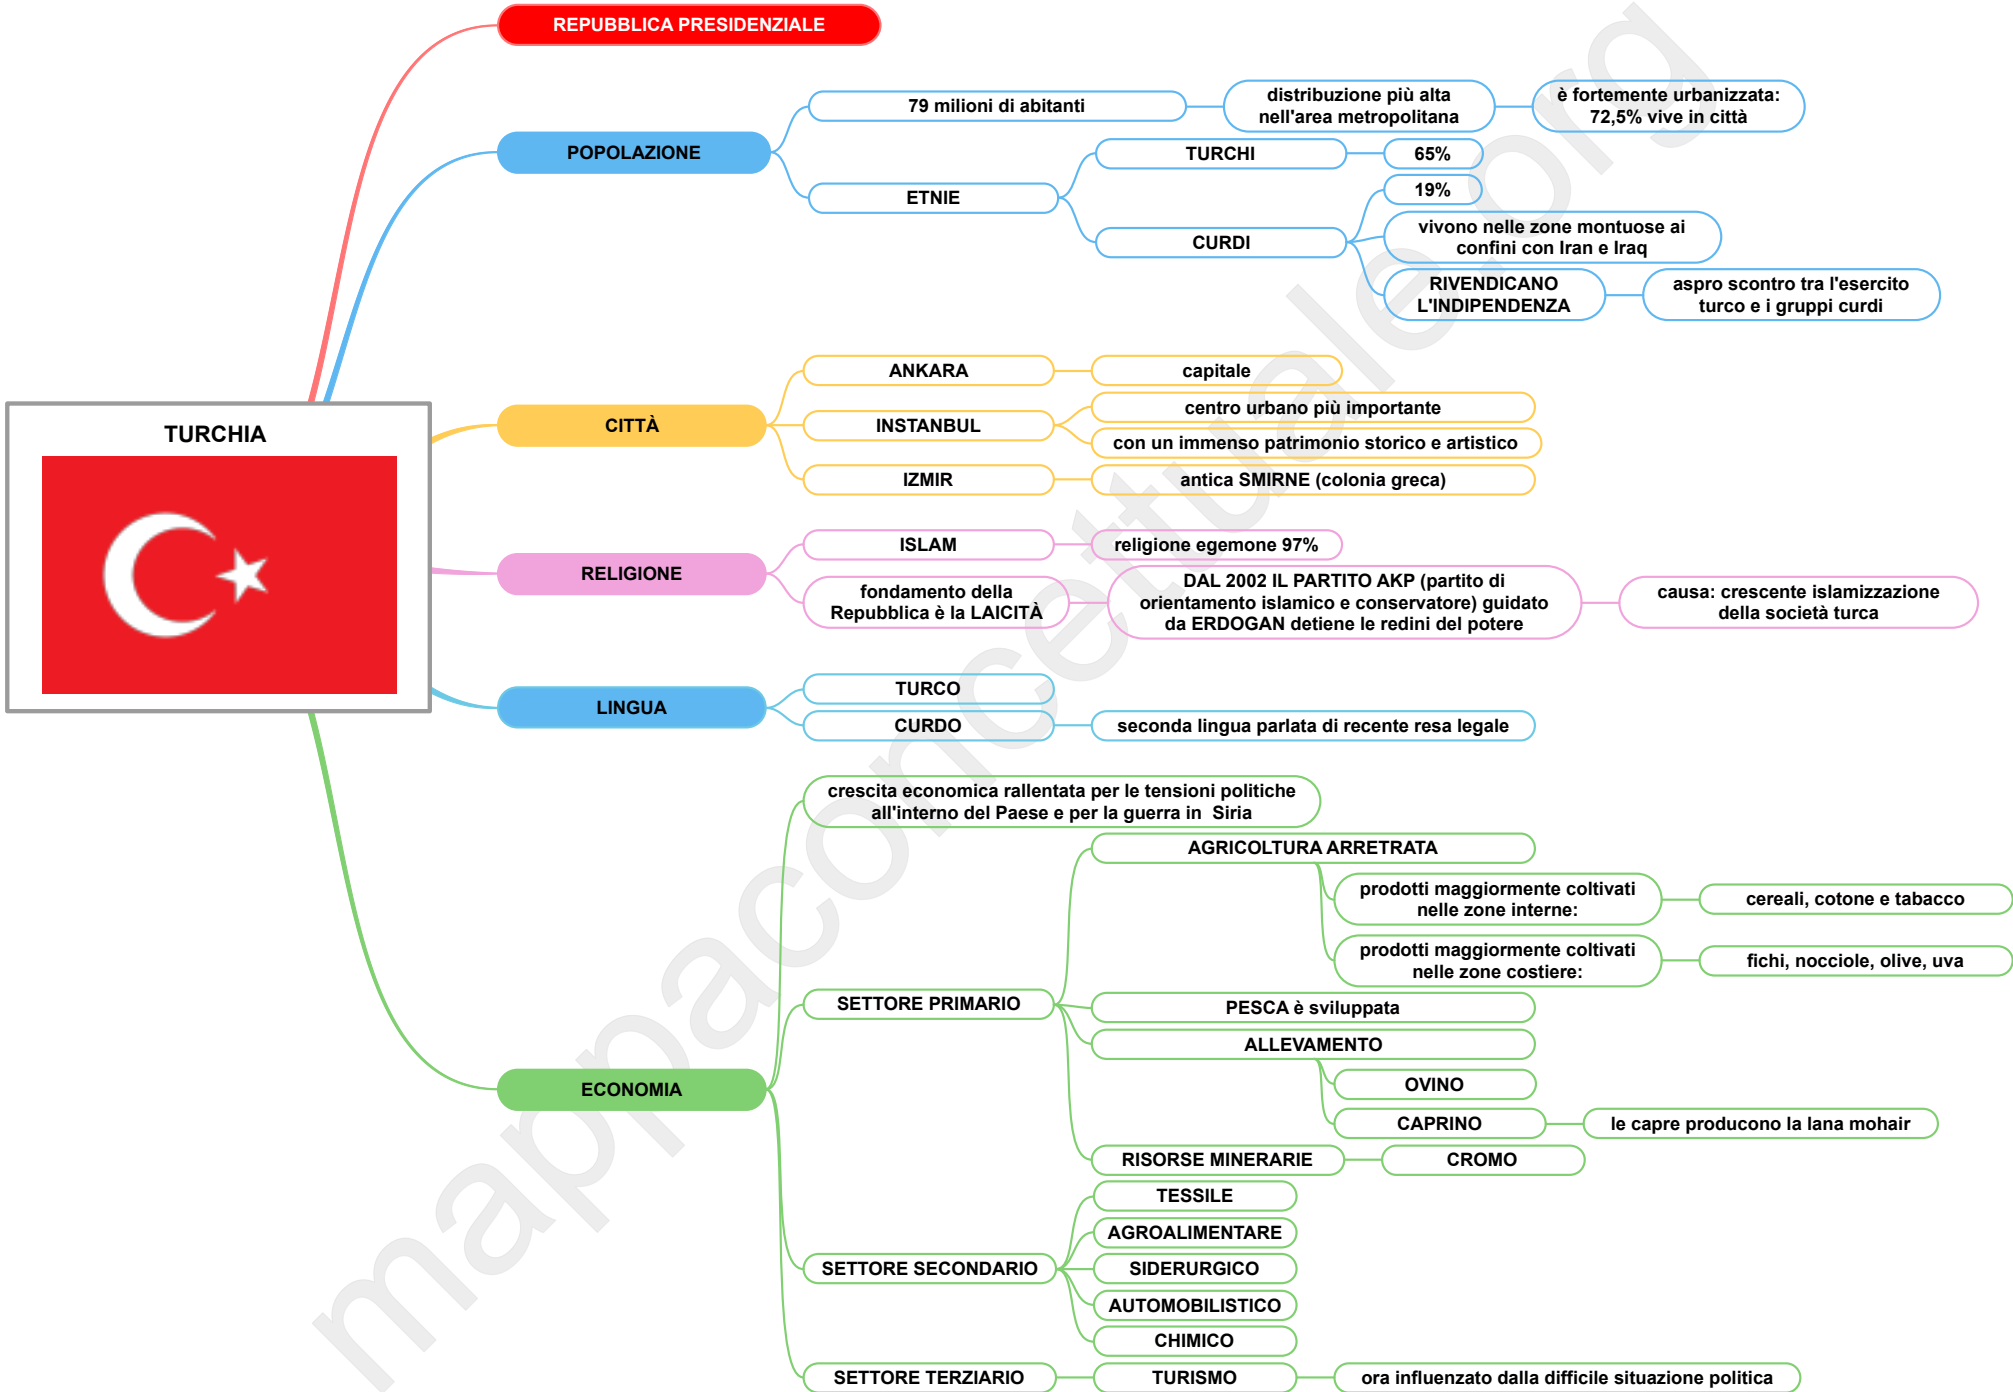 REPUBBLICA PRESIDENZIALE
79 milioni di abitanti
distribuzione più alta
nell'area metropolitana
è fortemente urbanizzata:
72,5% vive in città
POPOLAZIONE
ETNIE
TURCHI
65%
CURDI
19%
vivono nelle zone montuose ai
confini con Iran e Iraq
RIVENDICANO
L'INDIPENDENZA
aspro scontro tra l'esercito
turco e i gruppi curdi
TURCHIA
CITTÀ
ANKARA
capitale
INSTANBUL
centro urbano più importante
con un immenso patrimonio storico e artistico
IZMIR
antica SMIRNE (colonia greca)
RELIGIONE
ISLAM
religione egemone 97%
fondamento della
Repubblica è la LAICITÀ
DAL 2002 IL PARTITO AKP (partito di
orientamento islamico e conservatore) guidato
da ERDOGAN detiene le redini del potere
causa: crescente islamizzazione
della società turca
LINGUA
TURCO
CURDO
seconda lingua parlata di recente resa legale
ECONOMIA
crescita economica rallentata per le tensioni politiche
all'interno del Paese e per la guerra in  Siria
SETTORE PRIMARIO
AGRICOLTURA ARRETRATA
prodotti maggiormente coltivati
nelle zone interne:
cereali, cotone e tabacco
prodotti maggiormente coltivati
nelle zone costiere:
fichi, nocciole, olive, uva
PESCA è sviluppata
ALLEVAMENTO
OVINO
CAPRINO
le capre producono la lana mohair
RISORSE MINERARIE
CROMO
SETTORE SECONDARIO
TESSILE
AGROALIMENTARE
SIDERURGICO
AUTOMOBILISTICO
CHIMICO
SETTORE TERZIARIO
TURISMO
ora influenzato dalla difficile situazione politica
mappaconcettuale.org